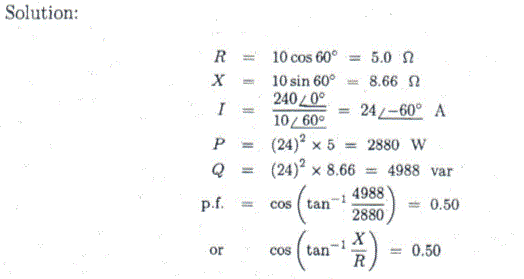 Solution:
R = 10 cos 60° = 5.0 Ω
X = 10 sin 60° = 8.66 Ω
I = 240∠0° / 10∠60° = 24∠−60° A
P = (24)² × 5 = 2880 W
Q = (24)² × 8.66 = 4988 var
p.f. = cos (tan⁻¹ 4988/2880) = 0.50
or cos (tan⁻¹ X/R) = 0.50